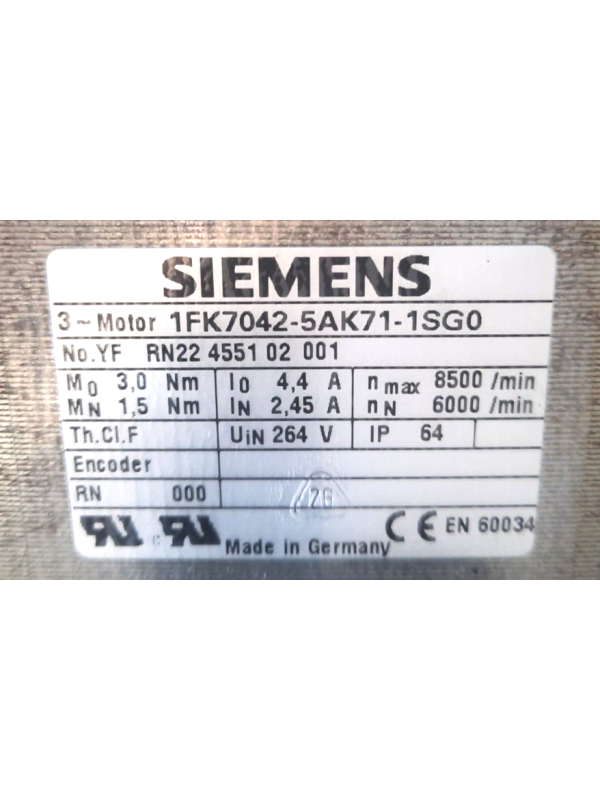 SIEMENS
3~Motor 1FK7042-5AK71-1SG0
No.YF RN22 4551 02 001
M0 3,0 Nm I0 4,4 A nmax 8500 /min
MN 1,5 Nm IN 2,45 A nN 6000 /min
Th.Cl.F UiN 264 V IP 64
Encoder
RN 000 26
c
Made in Germany CE EN 60034